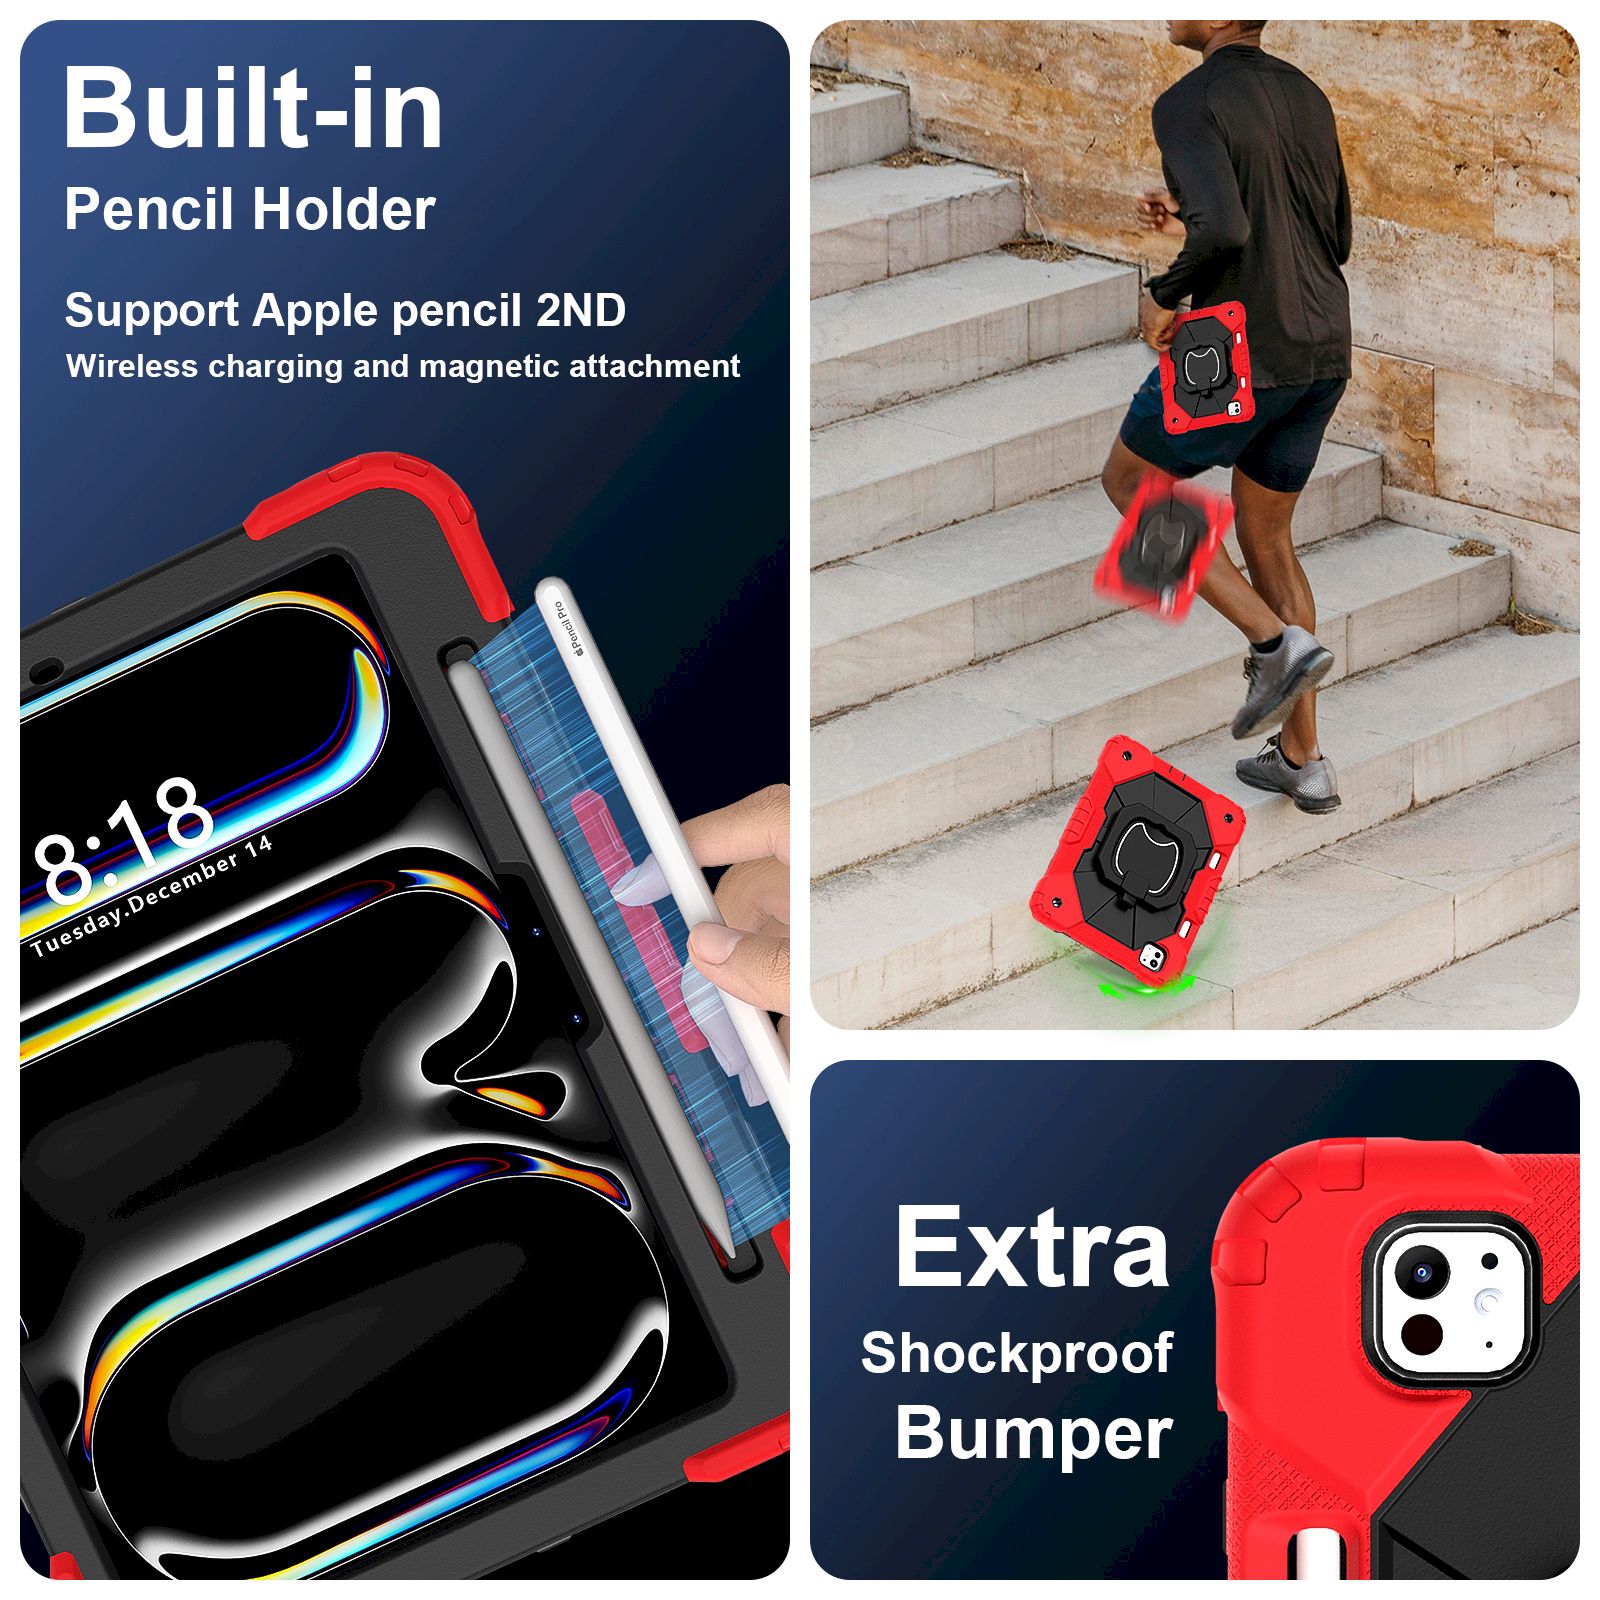 Built-in
Pencil Holder
Support Apple pencil 2ND
Wireless charging and magnetic attachment
Pencil Pro
8:18
Tuesday.December 14
Extra
Shockproof
Bumper